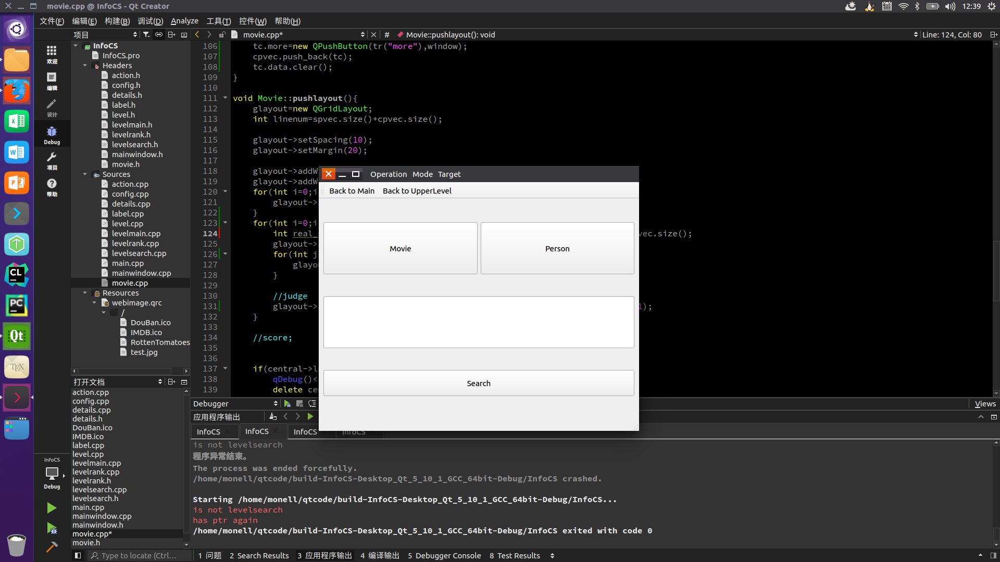 movie.cpp @ InfoCS - Qt Creator
12:39
文件(F) 编辑(E) 构建(B) 调试(D) Analyze 工具(T) 控件(W) 帮助(H)
项目
movie.cpp*
# Movie::pushlayout(): void
Line: 124, Col: 80
欢迎
编辑
设计
Debug
项目
帮助
InfoCS
InfoCS.pro
Headers
action.h
config.h
details.h
label.h
level.h
levelmain.h
levelrank.h
levelsearch.h
mainwindow.h
movie.h
Sources
action.cpp
config.cpp
details.cpp
label.cpp
level.cpp
levelmain.cpp
levelrank.cpp
levelsearch.cpp
main.cpp
mainwindow.cpp
movie.cpp
Resources
webimage.qrc
/
DouBan.ico
IMDB.ico
RottenTomatoes
test.jpg
106 tc.more=new QPushButton(tr("more"),window);
107 cpvec.push_back(tc);
108 tc.data.clear();
109 }
110
111 void Movie::pushlayout(){
112 glayout=new QGridLayout;
113 int linenum=spvec.size()+cpvec.size();
114
115 glayout->setSpacing(10);
116 glayout->setMargin(20);
117
118 glayout->addW
119 glayout->addW
120 for(int i=0;i
121 glayout->
122 }
123 for(int i=0;i
124 int real_ vec.size();
125 glayout->
126 for(int j
127 glayou
128 }
129
130 //judge
131 glayout-> );
132 }
133
134 //score;
135
136
137 if(central->l
138 qDebug()<
139 delete ce
Operation Mode Target
Back to Main Back to UpperLevel
Movie
Person
Search
打开文档
action.cpp
config.cpp
details.cpp
details.h
DouBan.ico
IMDB.ico
label.cpp
level.cpp
levelmain.cpp
levelrank.cpp
levelrank.h
levelsearch.cpp
levelsearch.h
main.cpp
mainwindow.cpp
mainwindow.h
movie.cpp*
movie.h
Debugger
Views
应用程序输出
InfoCS InfoCS InfoCS InfoCS
is not levelsearch
程序异常结束。
The process was ended forcefully.
/home/monell/qtcode/build-InfoCS-Desktop_Qt_5_10_1_GCC_64bit-Debug/InfoCS crashed.
Starting /home/monell/qtcode/build-InfoCS-Desktop_Qt_5_10_1_GCC_64bit-Debug/InfoCS...
is not levelsearch
has ptr again
/home/monell/qtcode/build-InfoCS-Desktop_Qt_5_10_1_GCC_64bit-Debug/InfoCS exited with code 0
InfoCS
Debug
Type to locate (Ctrl...
1 问题 2 Search Results 3 应用程序输出 4 编译输出 5 Debugger Console 8 Test Results
X
W
P
CL
PC
Qt
TEX